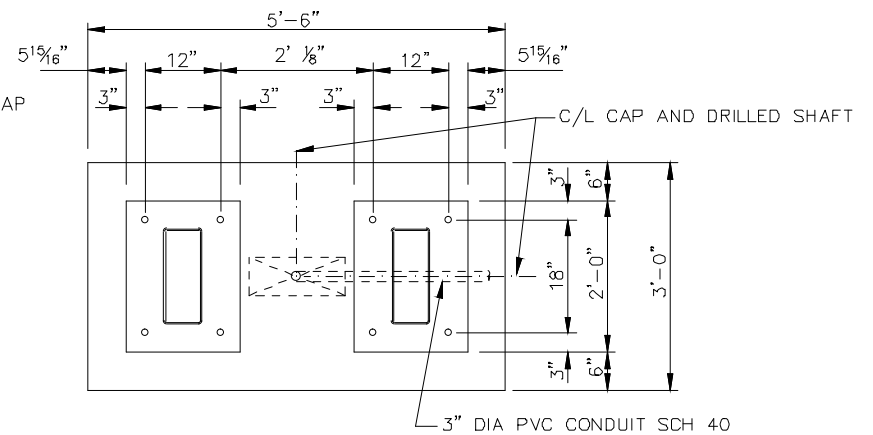 5'-6"
5 15/16" 12" 2' 1/8" 12" 5 15/16"
AP 3" 3" 3" 3"
C/L CAP AND DRILLED SHAFT
3" 6"
18" 2'-0" 3'-0"
3" 6"
3" DIA PVC CONDUIT SCH 40